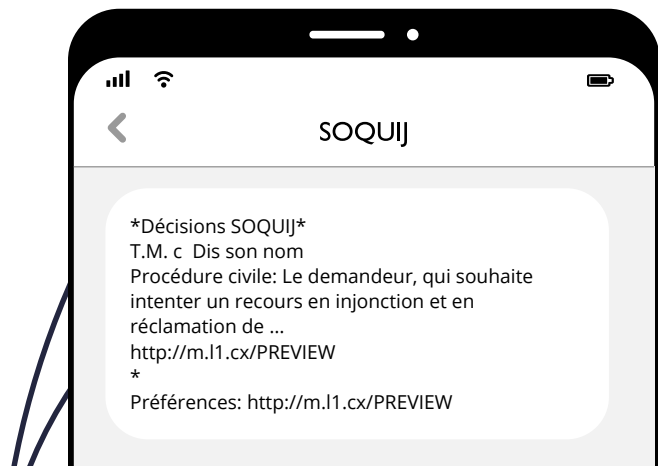 SOQUIJ
*Décisions SOQUIJ*
T.M. c  Dis son nom
Procédure civile: Le demandeur, qui souhaite
intenter un recours en injonction et en
réclamation de ...
http://m.l1.cx/PREVIEW
*
Préférences: http://m.l1.cx/PREVIEW